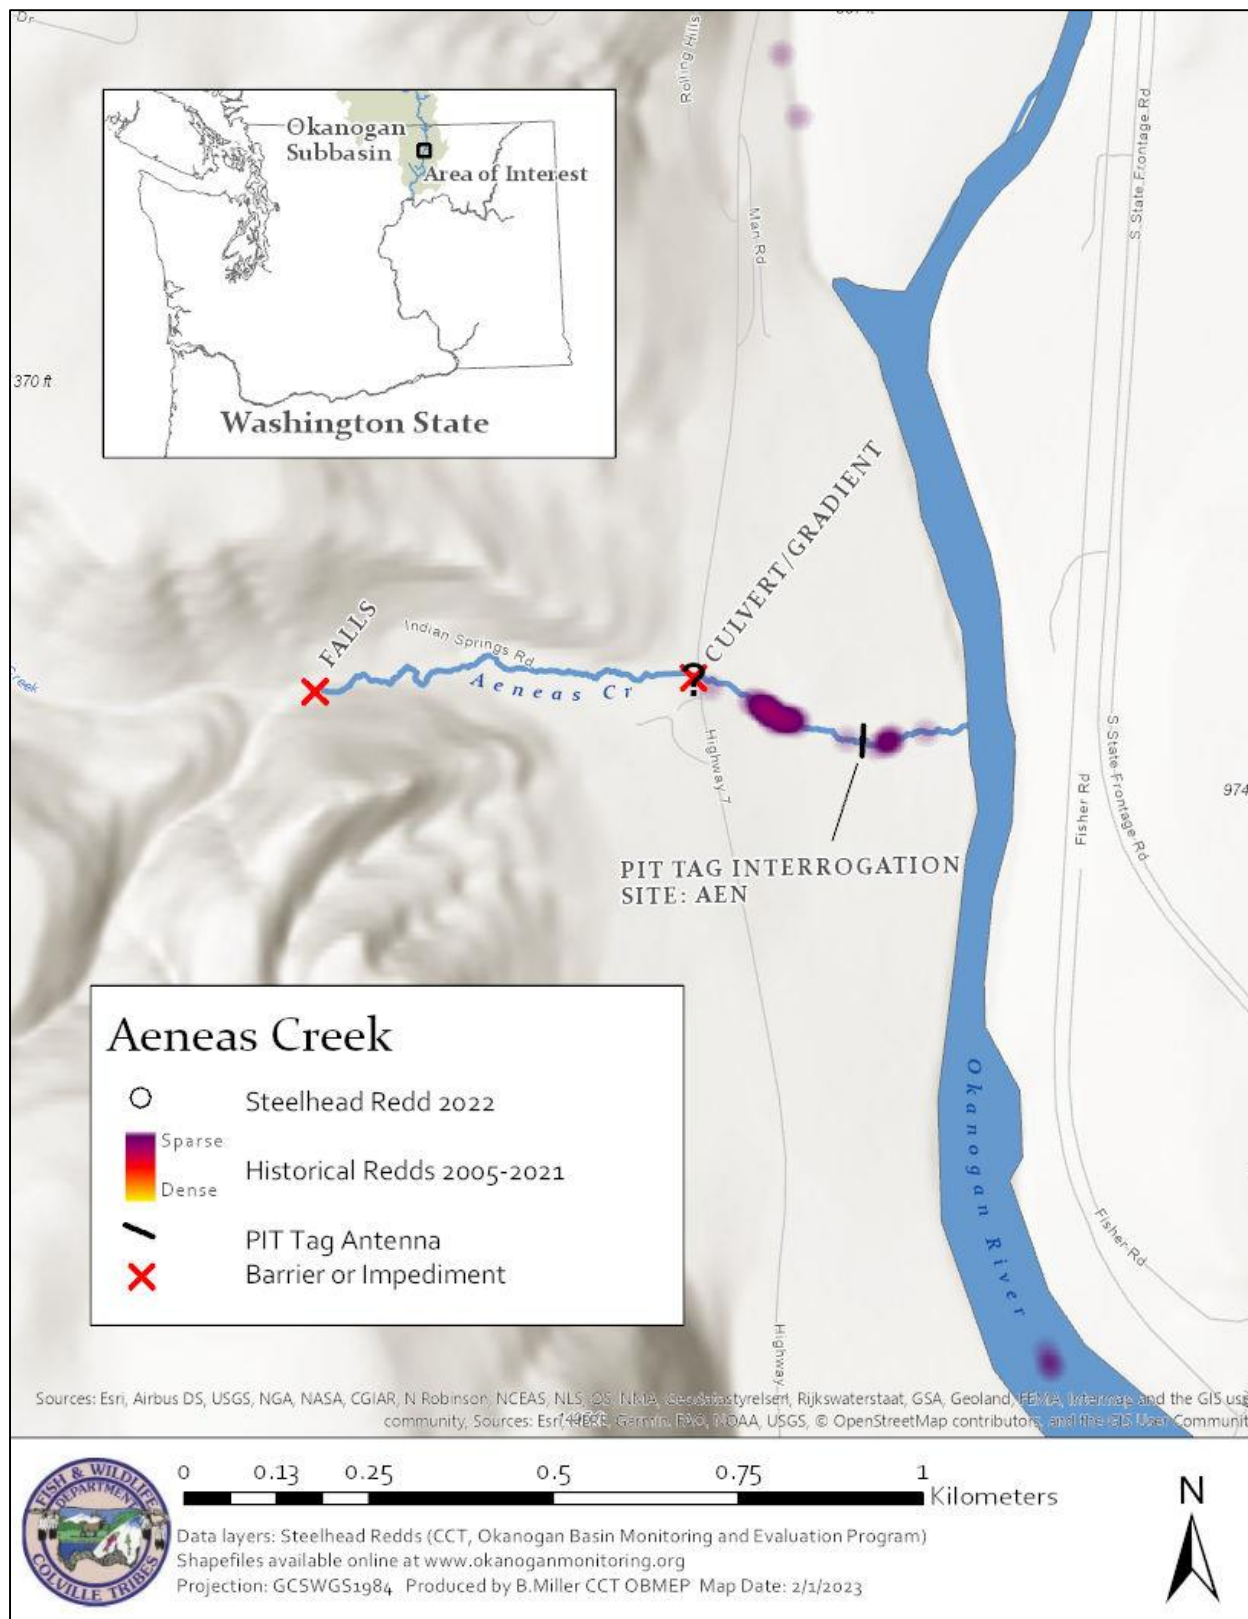 Dr
Rolling Hills
S State Frontage Rd
Okanogan
Subbasin
Area of Interest
Washington State
Man Rd
370 ft
CULVERT/GRADIENT
FALLS
Indian Springs Rd
Creek
Aeneas Cr
?
Highway 7
S State Frontage Rd
Fisher Rd
974
PIT TAG INTERROGATION
SITE: AEN
Aeneas Creek
Steelhead Redd 2022
Sparse
Historical Redds 2005-2021
Dense
PIT Tag Antenna
Barrier or Impediment
Okanogan River
Fisher Rd
Highway
Sources: Esri, Airbus DS, USGS, NGA, NASA, CGIAR, N Robinson, NCEAS, NLS, OS, NMA, Geodatastyrelsen, Rijkswaterstaat, GSA, Geoland, FEMA, Intermap and the GIS use
community, Sources: Esri, HERE, Garmin, FAO, NOAA, USGS, © OpenStreetMap contributors, and the GIS User Communit
FISH & WILDLIFE
DEPARTMENT
COLVILLE TRIBES
0 0.13 0.25 0.5 0.75 1
Kilometers
N
Data layers: Steelhead Redds (CCT, Okanogan Basin Monitoring and Evaluation Program)
Shapefiles available online at www.okanoganmonitoring.org
Projection: GCSWGS1984 Produced by B.Miller CCT OBMEP Map Date: 2/1/2023